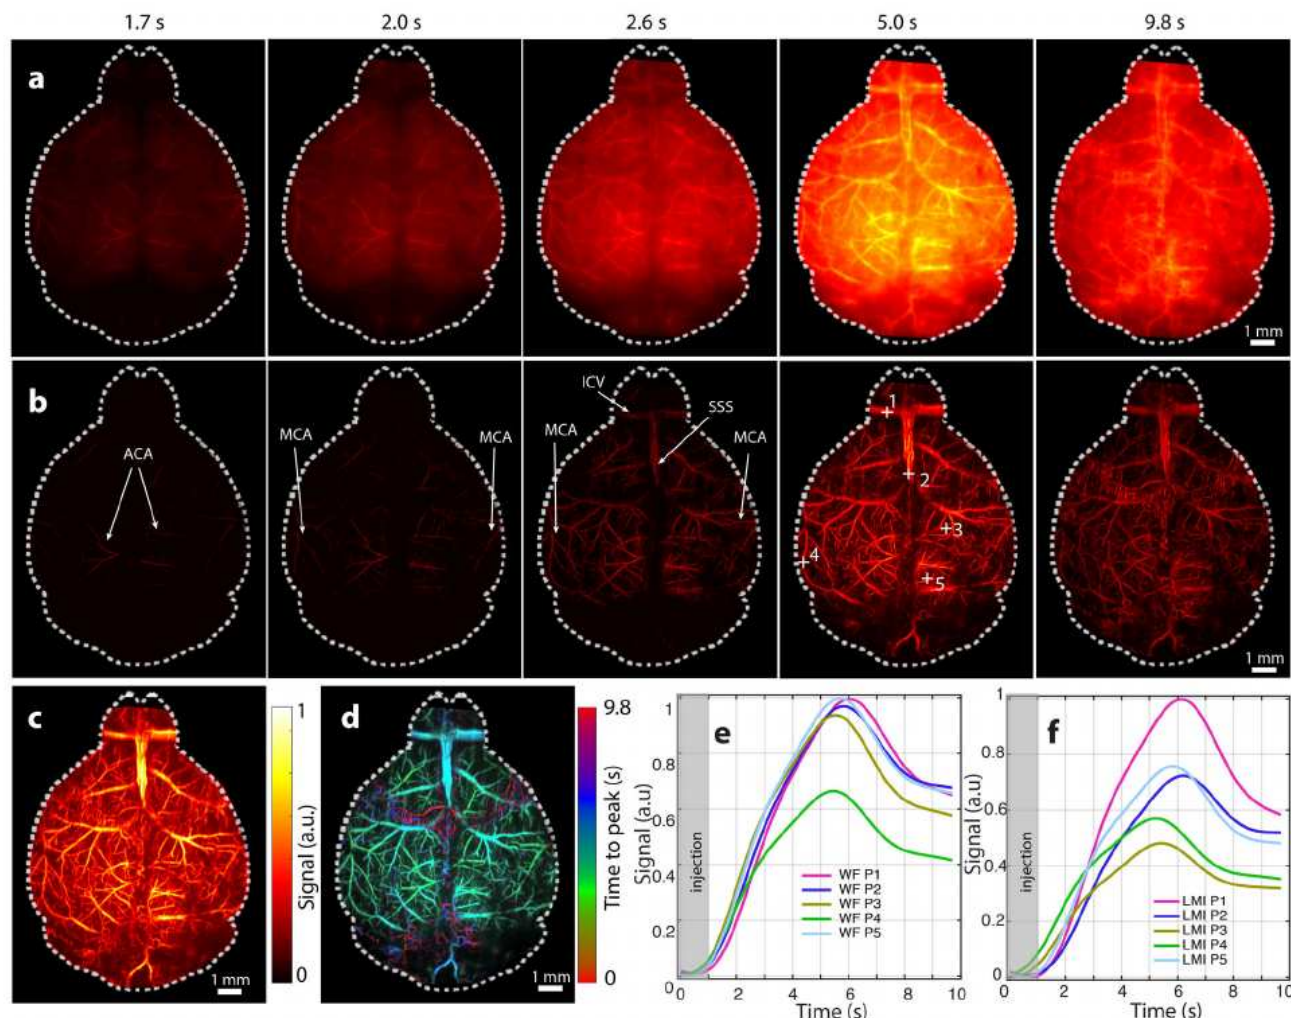 1.7 s 2.0 s 2.6 s 5.0 s 9.8 s
a
1 mm
b
ACA
MCA
MCA
ICV
SSS
MCA
MCA
1
2
3
4
5
1 mm
c
1 mm
1
0
Signal (a.u.)
d
1 mm
9.8
0
Time to peak (s)
e
injection
WF P1
WF P2
WF P3
WF P4
WF P5
1
0.8
0.6
0.4
0.2
0
Signal (a.u)
0 2 4 6 8 10
Time (s)
f
injection
LMI P1
LMI P2
LMI P3
LMI P4
LMI P5
1
0.8
0.6
0.4
0.2
0
Signal (a.u)
0 2 4 6 8 10
Time (s)